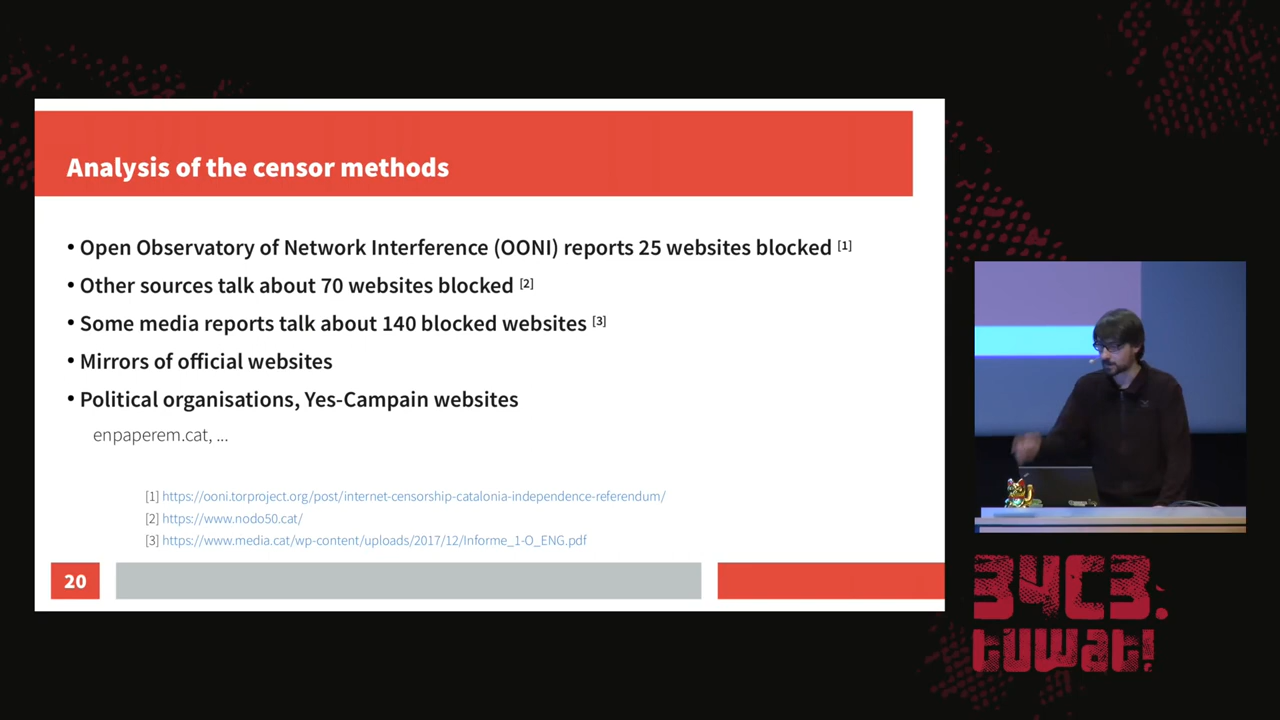 Analysis of the censor methods
• Open Observatory of Network Interference (OONI) reports 25 websites blocked [1]
• Other sources talk about 70 websites blocked [2]
• Some media reports talk about 140 blocked websites [3]
• Mirrors of official websites
• Political organisations, Yes-Campain websites
enpaperem.cat, ...
[1] https://ooni.torproject.org/post/internet-censorship-catalonia-independence-referendum/
[2] https://www.nodo50.cat/
[3] https://www.media.cat/wp-content/uploads/2017/12/Informe_1-O_ENG.pdf
20
34C3.
tuwat!